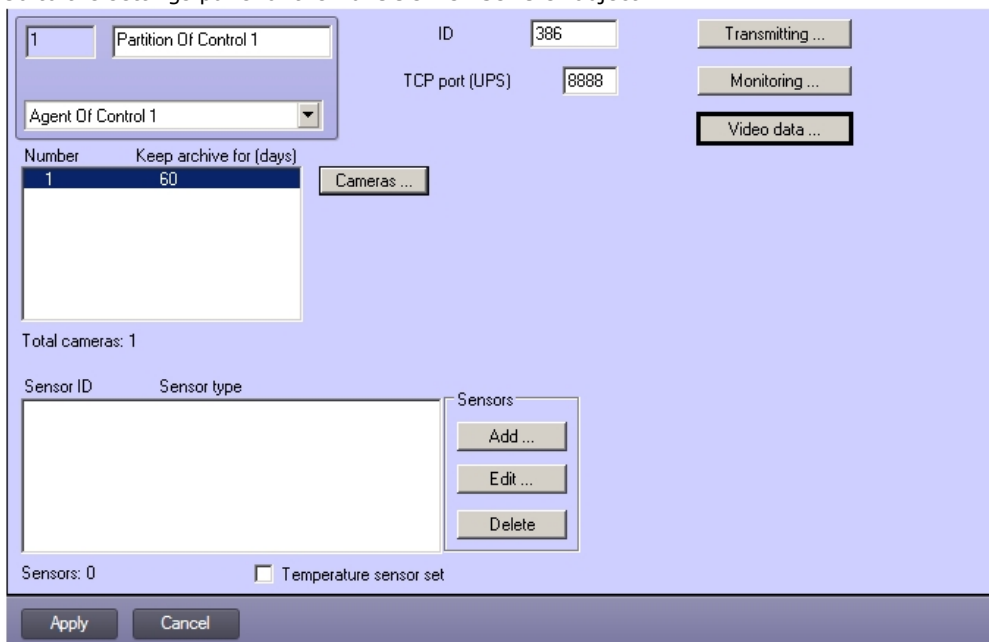 1 Partition Of Control 1 ID 386 Transmitting ...
TCP port (UPS) 8888 Monitoring ...
Agent Of Control 1 Video data ...
Number Keep archive for (days)
1 60 Cameras ...
Total cameras: 1
Sensor ID Sensor type
Sensors
Add ...
Edit ...
Delete
Sensors: 0 Temperature sensor set
Apply Cancel